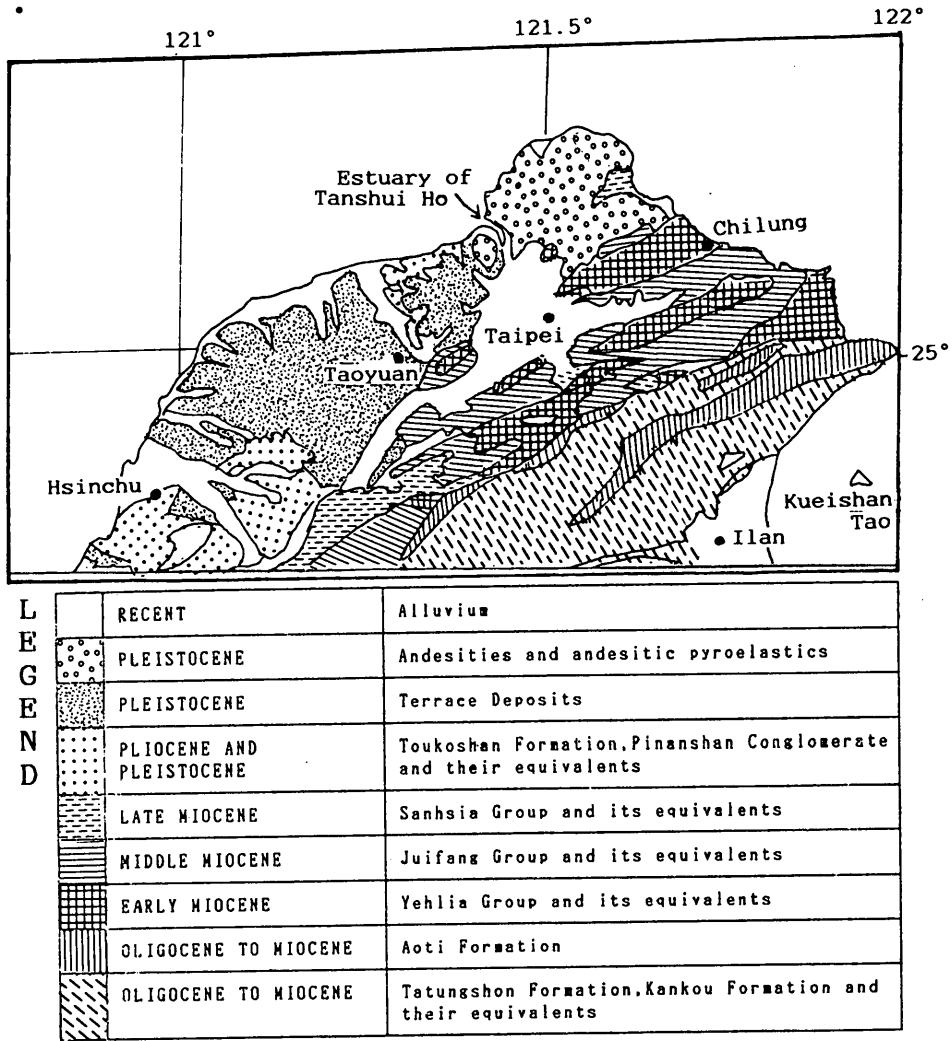 121°
121.5°
122°
Estuary of
Tanshui Ho
Chilung
Taipei
25°
Taoyuan
Hsinchu
Kueishan
Tao
Ilan
LEGEND
RECENT Alluvium
PLEISTOCENE Andesities and andesitic pyroelastics
PLEISTOCENE Terrace Deposits
PLIOCENE AND Toukoshan Formation,Pinanshan Conglomerate
PLEISTOCENE and their equivalents
LATE MIOCENE Sanhsia Group and its equivalents
MIDDLE MIOCENE Juifang Group and its equivalents
EARLY MIOCENE Yehlia Group and its equivalents
OLIGOCENE TO MIOCENE Aoti Formation
OLIGOCENE TO MIOCENE Tatungshon Formation,Kankou Formation and
their equivalents